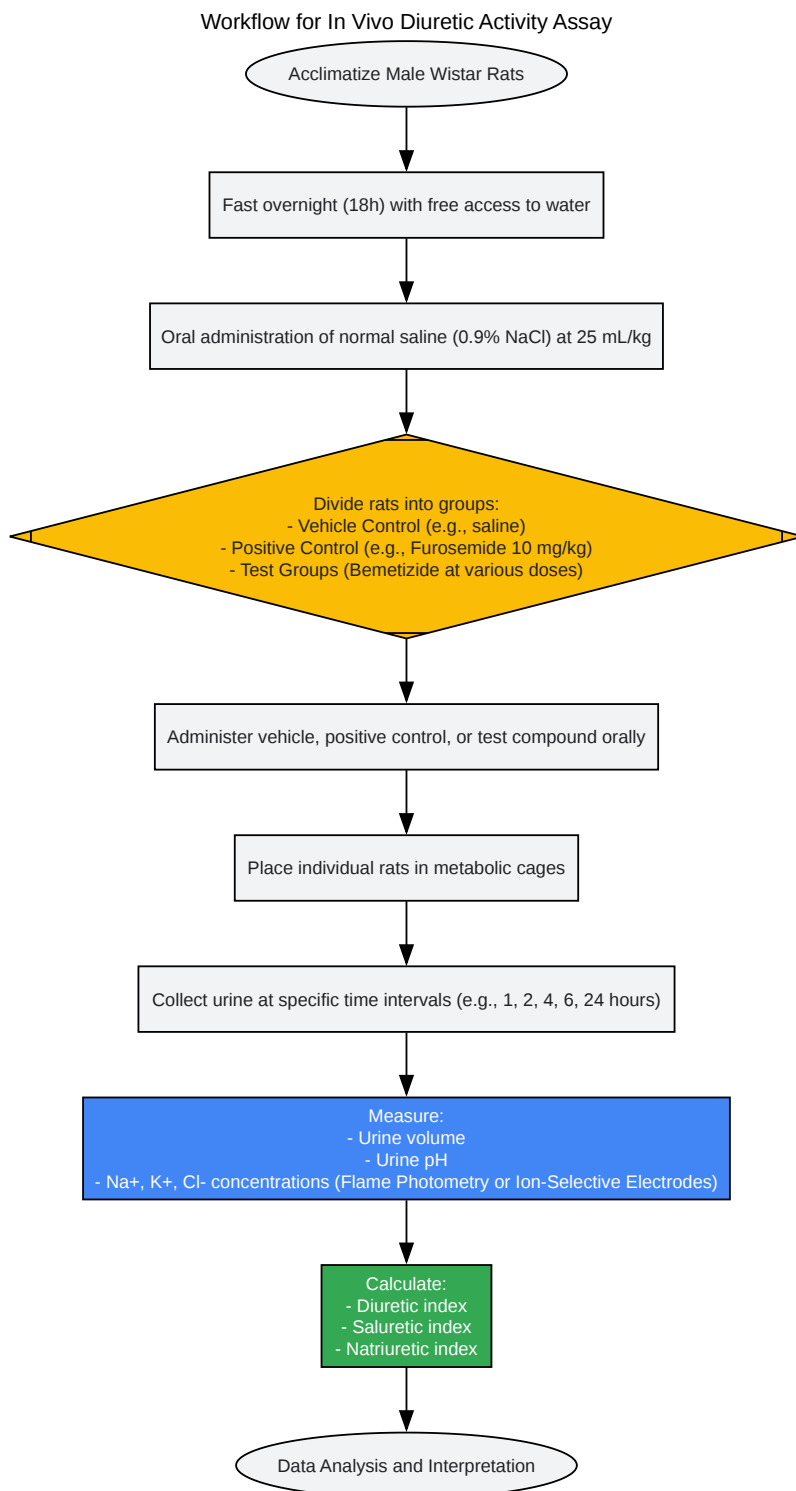 Workflow for In Vivo Diuretic Activity Assay
Acclimatize Male Wistar Rats
Fast overnight (18h) with free access to water
Oral administration of normal saline (0.9% NaCl) at 25 mL/kg
Divide rats into groups:
- Vehicle Control (e.g., saline)
- Positive Control (e.g., Furosemide 10 mg/kg)
- Test Groups (Bemetizide at various doses)
Administer vehicle, positive control, or test compound orally
Place individual rats in metabolic cages
Collect urine at specific time intervals (e.g., 1, 2, 4, 6, 24 hours)
Measure:
- Urine volume
- Urine pH
- Na+, K+, Cl- concentrations (Flame Photometry or Ion-Selective Electrodes)
Calculate:
- Diuretic index
- Saluretic index
- Natriuretic index
Data Analysis and Interpretation